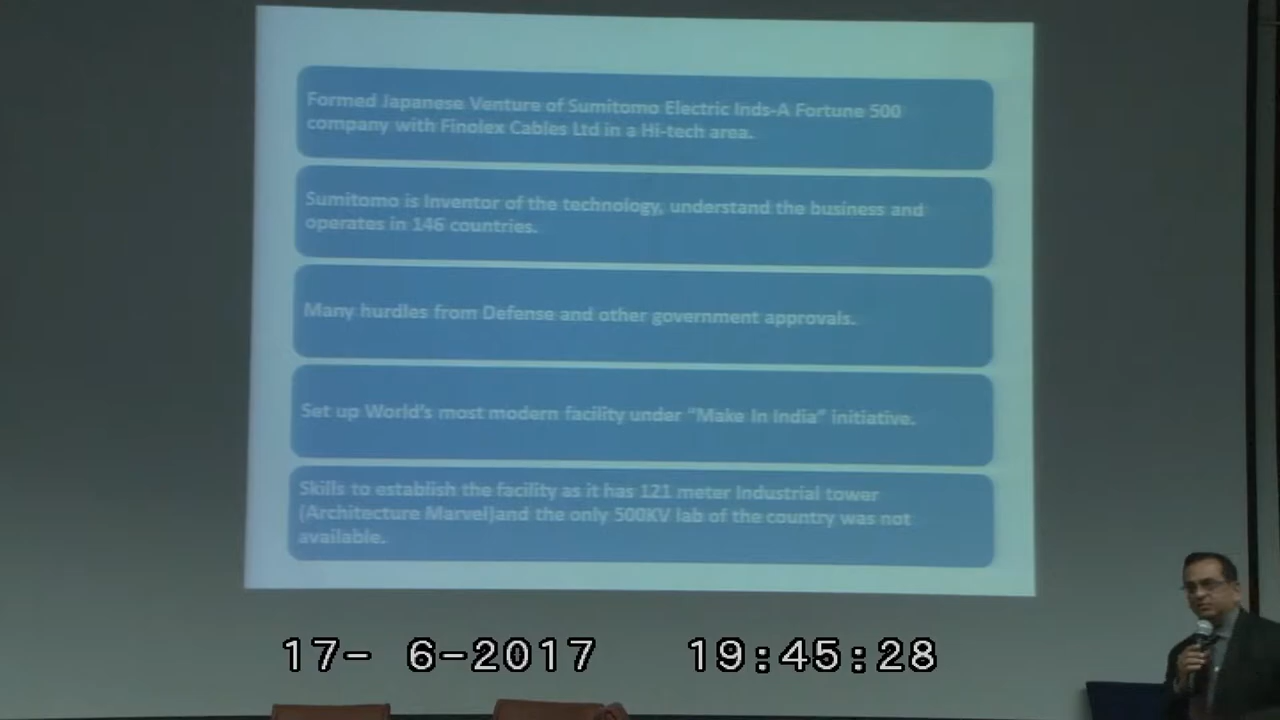 Formed Japanese Venture of Sumitomo Electric Inds-A Fortune 500
company with Finolex Cables Ltd in a Hi-tech area.
Sumitomo is Inventor of the technology, understand the business and
operates in 146 countries.
Many hurdles from Defense and other government approvals.
Set up World's most modern facility under "Make In India" initiative.
Skills to establish the facility as it has 121 meter Industrial tower
(Architecture Marvel)and the only 500KV lab of the country was not
available.
17- 6-2017 19:45:28